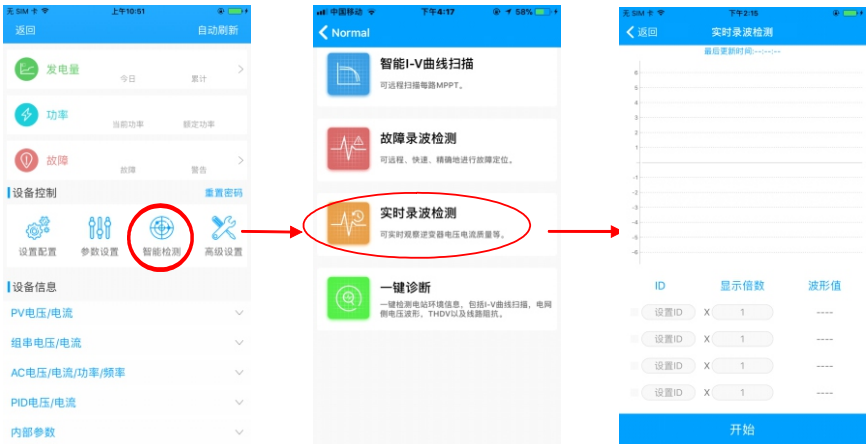 无 SIM 卡
上午10:51
返回
自动刷新
发电量
今日
累计
功率
当前功率
额定功率
故障
故障
警告
设备控制
重置密码
设置配置
参数设置
智能检测
高级设置
设备信息
PV电压/电流
组串电压/电流
AC电压/电流/功率/频率
PID电压/电流
内部参数
中国移动
下午4:17
58%
Normal
智能I-V曲线扫描
可远程扫描每路MPPT。
故障录波检测
可远程、快速、精确地进行故障定位。
实时录波检测
可实时观察逆变器电压电流质量等。
一键诊断
一键检测电站环境信息，包括I-V曲线扫描，电网
侧电压波形，THDV以及线路阻抗。
无 SIM 卡
下午2:15
返回
实时录波检测
最后更新时间:--:--:--
6
5
4
3
2
1
-1
-2
-3
-4
-5
-6
ID
显示倍数
波形值
设置ID X 1 ----
设置ID X 1 ----
设置ID X 1 ----
设置ID X 1 ----
开始